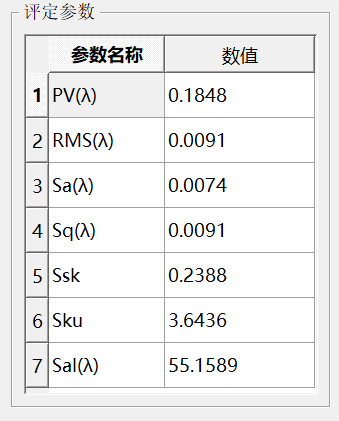 评定参数
参数名称 数值
1 PV(λ) 0.1848
2 RMS(λ) 0.0091
3 Sa(λ) 0.0074
4 Sq(λ) 0.0091
5 Ssk 0.2388
6 Sku 3.6436
7 Sal(λ) 55.1589